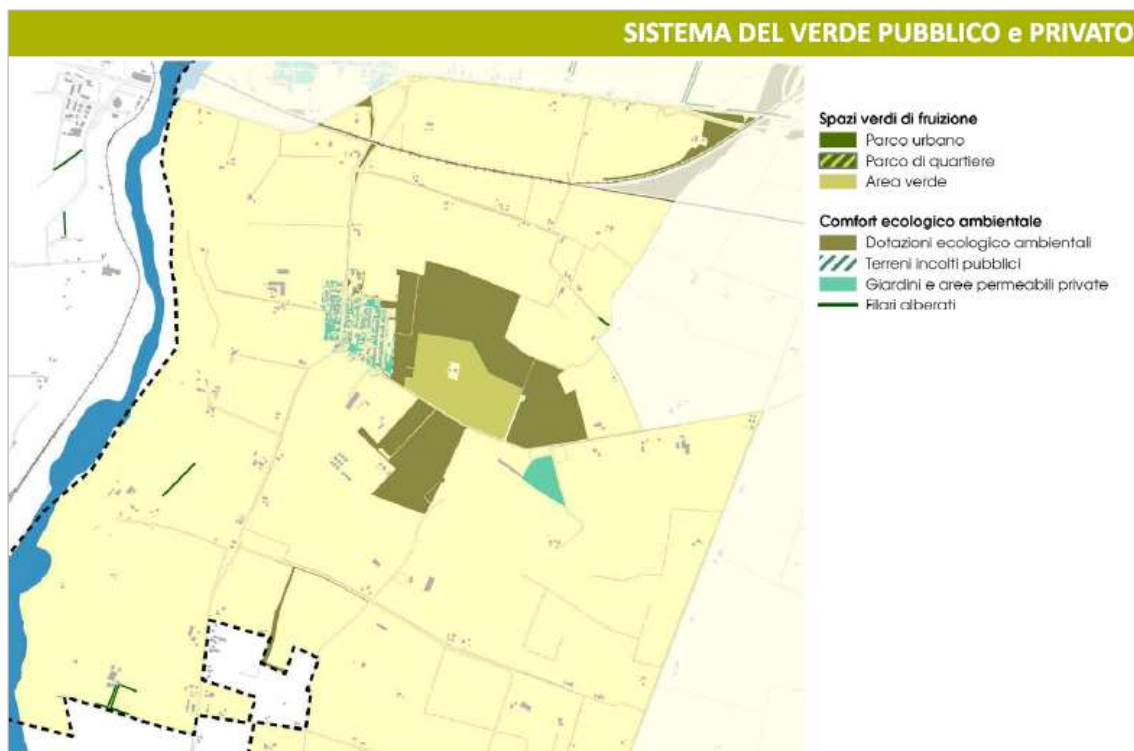 SISTEMA DEL VERDE PUBBLICO e PRIVATO
Spazi verdi di fruizione
Parco urbano
Parco di quartiere
Area verde
Comfort ecologico ambientale
Dotazioni ecologico ambientali
Terreni incolti pubblici
Giardini e aree permeabili private
Filari alberati